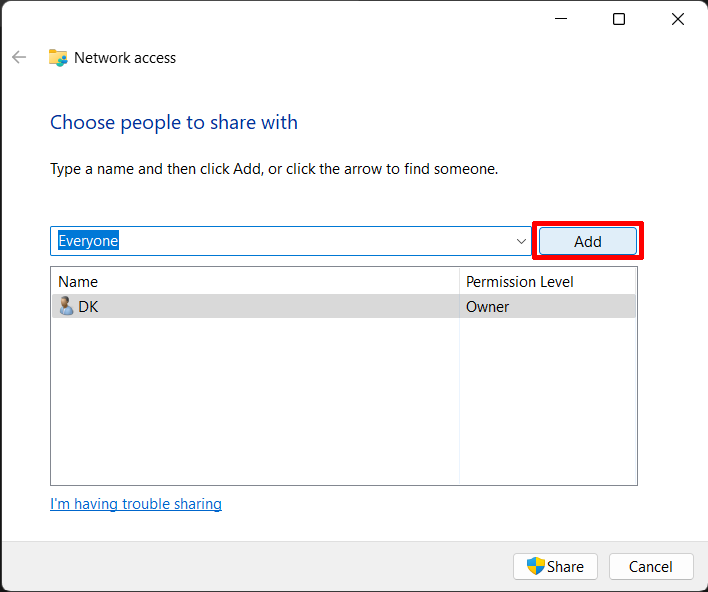 Network access
Choose people to share with
Type a name and then click Add, or click the arrow to find someone.
Everyone
Add
Name Permission Level
DK Owner
I'm having trouble sharing
Share Cancel